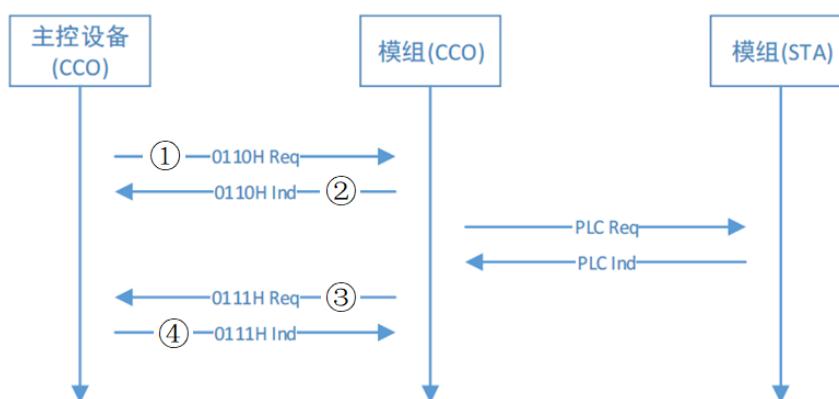 主控设备
(CCO)
模组(CCO)
模组(STA)
① 0110H Req
0110H Ind ②
PLC Req
PLC Ind
0111H Req ③
④ 0111H Ind